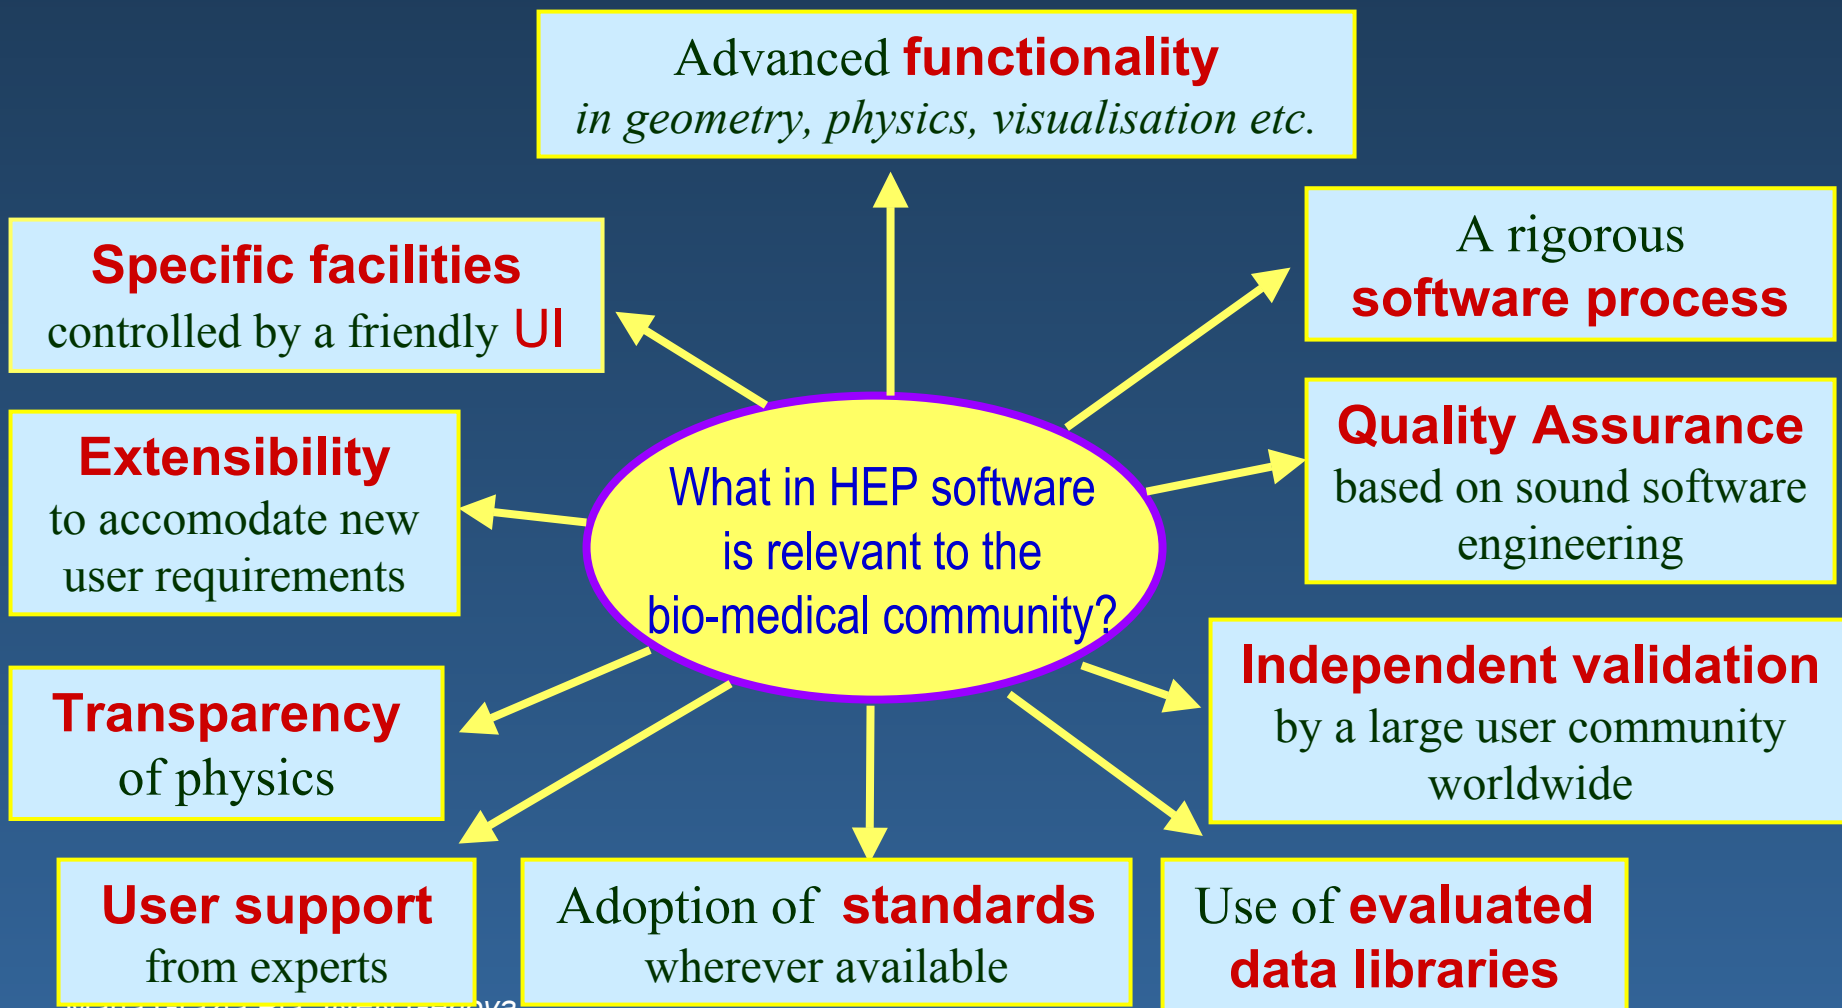 Advanced functionality
in geometry, physics, visualisation etc.
A rigorous
software process
Specific facilities
controlled by a friendly UI
Quality Assurance
based on sound software
engineering
Extensibility
to accomodate new
user requirements
What in HEP software
is relevant to the
bio-medical community?
Independent validation
by a large user community
worldwide
Transparency
of physics
User support
from experts
Adoption of standards
wherever available
Use of evaluated
data libraries